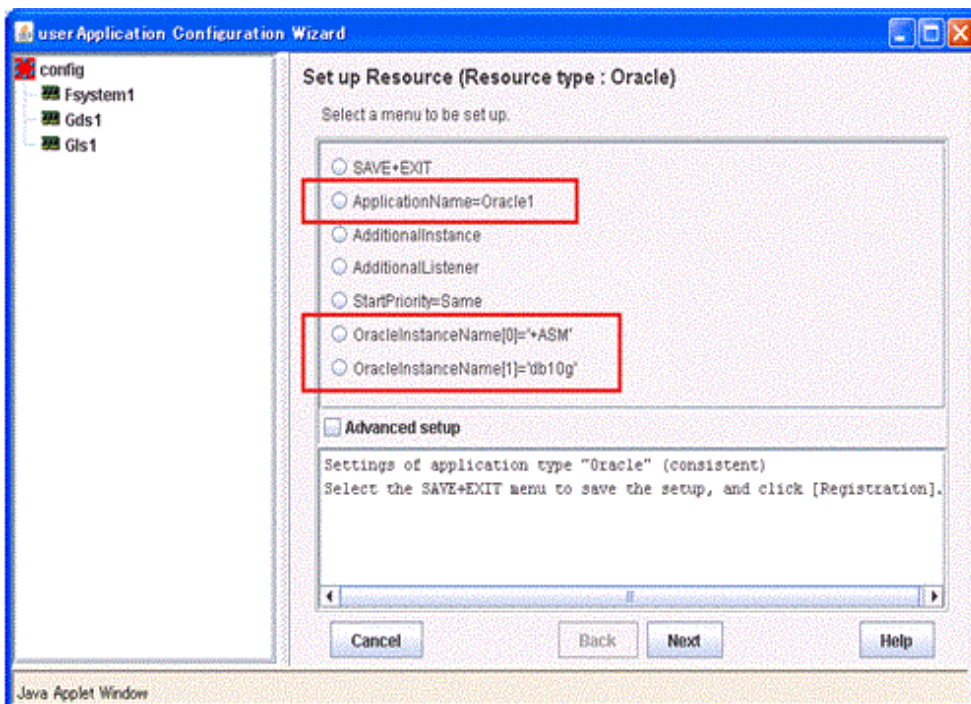 userApplication Configuration Wizard
config
Fsystem1
Gds1
Gls1
Set up Resource (Resource type : Oracle)
Select a menu to be set up.
SAVE+EXIT
ApplicationName=Oracle1
AdditionalInstance
AdditionalListener
StartPriority=Same
OracleInstanceName[0]='+ASM'
OracleInstanceName[1]='db10g'
Advanced setup
Settings of application type "Oracle" (consistent)
Select the SAVE+EXIT menu to save the setup, and click [Registration].
Cancel Back Next Help
Java Applet Window